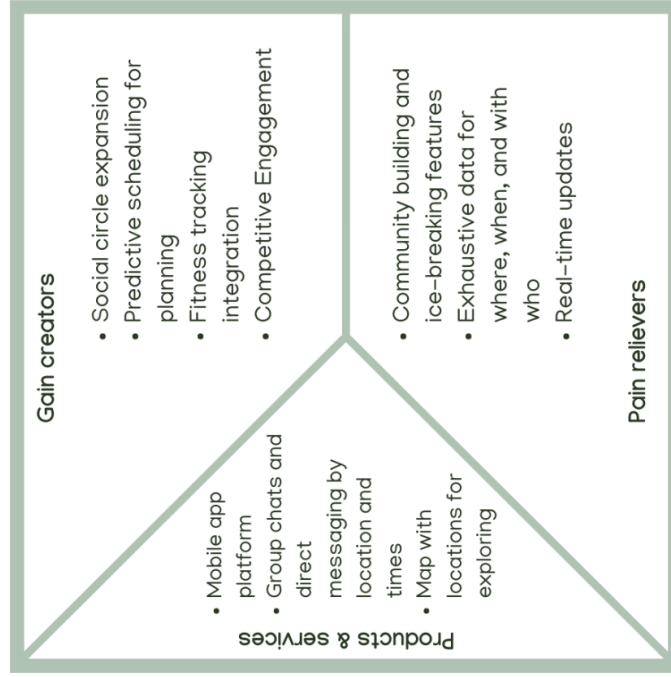 Gain creators
• Social circle expansion
• Predictive scheduling for
planning
• Fitness tracking
integration
• Competitive Engagement
Products & services
• Mobile app
platform
• Group chats and
direct
messaging by
location and
times
• Map with
locations for
exploring
• Community building and
ice-breaking features
• Exhaustive data for
where, when, and with
who
• Real-time updates
Pain relievers